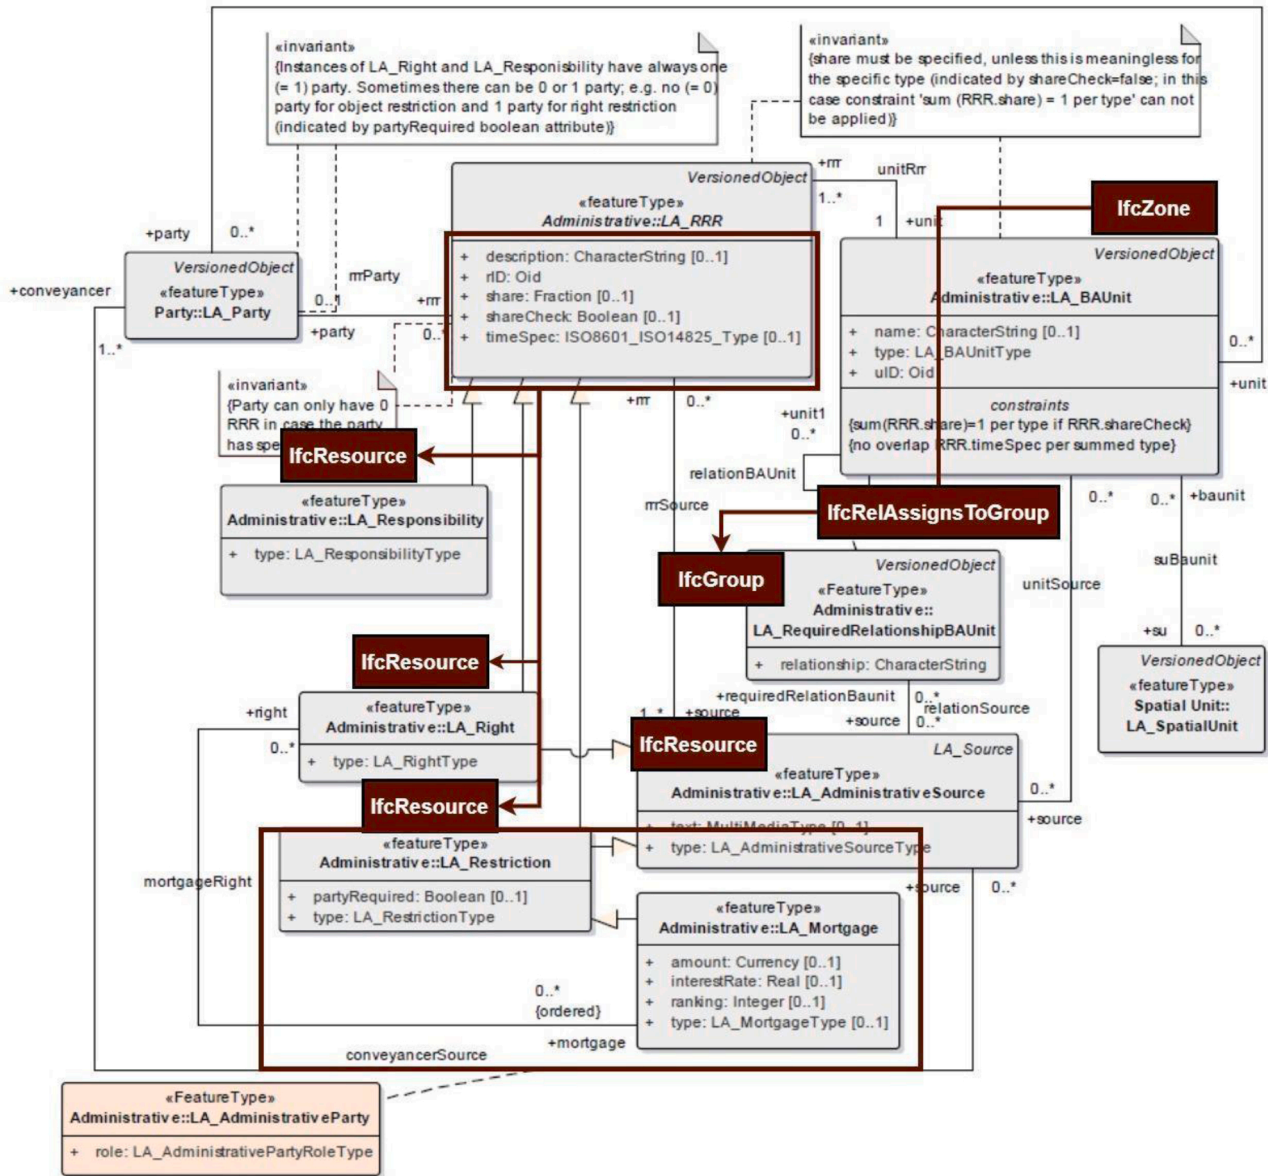 «invariant»
{Instances of LA_Right and LA_Responisbility have always one
(= 1) party. Sometimes there can be 0 or 1 party; e.g. no (= 0)
party for object restriction and 1 party for right restriction
(indicated by partyRequired boolean attribute)}
«invariant»
{share must be specified, unless this is meaningless for
the specific type (indicated by shareCheck=false; in this
case constraint 'sum (RRR.share) = 1 per type' can not
be applied)}
VersionedObject
«featureType»
Administrative::LA_RRR
+ description: CharacterString [0..1]
+ rID: Oid
+ share: Fraction [0..1]
+ shareCheck: Boolean [0..1]
+ timeSpec: ISO8601_ISO14825_Type [0..1]
+rrr
unitRrr
1..*
1
+unit
IfcZone
+party
0..*
VersionedObject
«featureType»
Party::LA_Party
+conveyancer
1..*
rrrParty
0..1
+party
+rrr
0..*
VersionedObject
«featureType»
Administrative::LA_BAUnit
+ name: CharacterString [0..1]
+ type: LA_BAUnitType
+ uID: Oid
constraints
{sum(RRR.share)=1 per type if RRR.shareCheck}
{no overlap RRR.timeSpec per summed type}
0..*
+unit
«invariant»
{Party can only have 0
RRR in case the party
IfcResource
+rrr
0..*
+unit1
0..*
relationBAUnit
«featureType»
Administrative::LA_Responsibility
+ type: LA_ResponsibilityType
rrrSource
IfcRelAssignsToGroup
0..*
0..*
+baunit
IfcGroup
VersionedObject
«FeatureType»
Administrative::
LA_RequiredRelationshipBAUnit
+ relationship: CharacterString
unitSource
suBaunit
+su
0..*
VersionedObject
«featureType»
Spatial Unit::
LA_SpatialUnit
IfcResource
+requiredRelationBaunit
0..*
relationSource
+source
0..*
1..*
+source
+right
0..*
«featureType»
Administrative::LA_Right
+ type: LA_RightType
IfcResource
LA_Source
«featureType»
Administrative::LA_AdministrativeSource
+ text: MultiMediaType [0..1]
+ type: LA_AdministrativeSourceType
0..*
+source
IfcResource
«featureType»
Administrative::LA_Restriction
+ partyRequired: Boolean [0..1]
+ type: LA_RestrictionType
mortgageRight
+source
0..*
«featureType»
Administrative::LA_Mortgage
+ amount: Currency [0..1]
+ interestRate: Real [0..1]
+ ranking: Integer [0..1]
+ type: LA_MortgageType [0..1]
0..*
{ordered}
+mortgage
conveyancerSource
«FeatureType»
Administrative::LA_AdministrativeParty
+ role: LA_AdministrativePartyRoleType